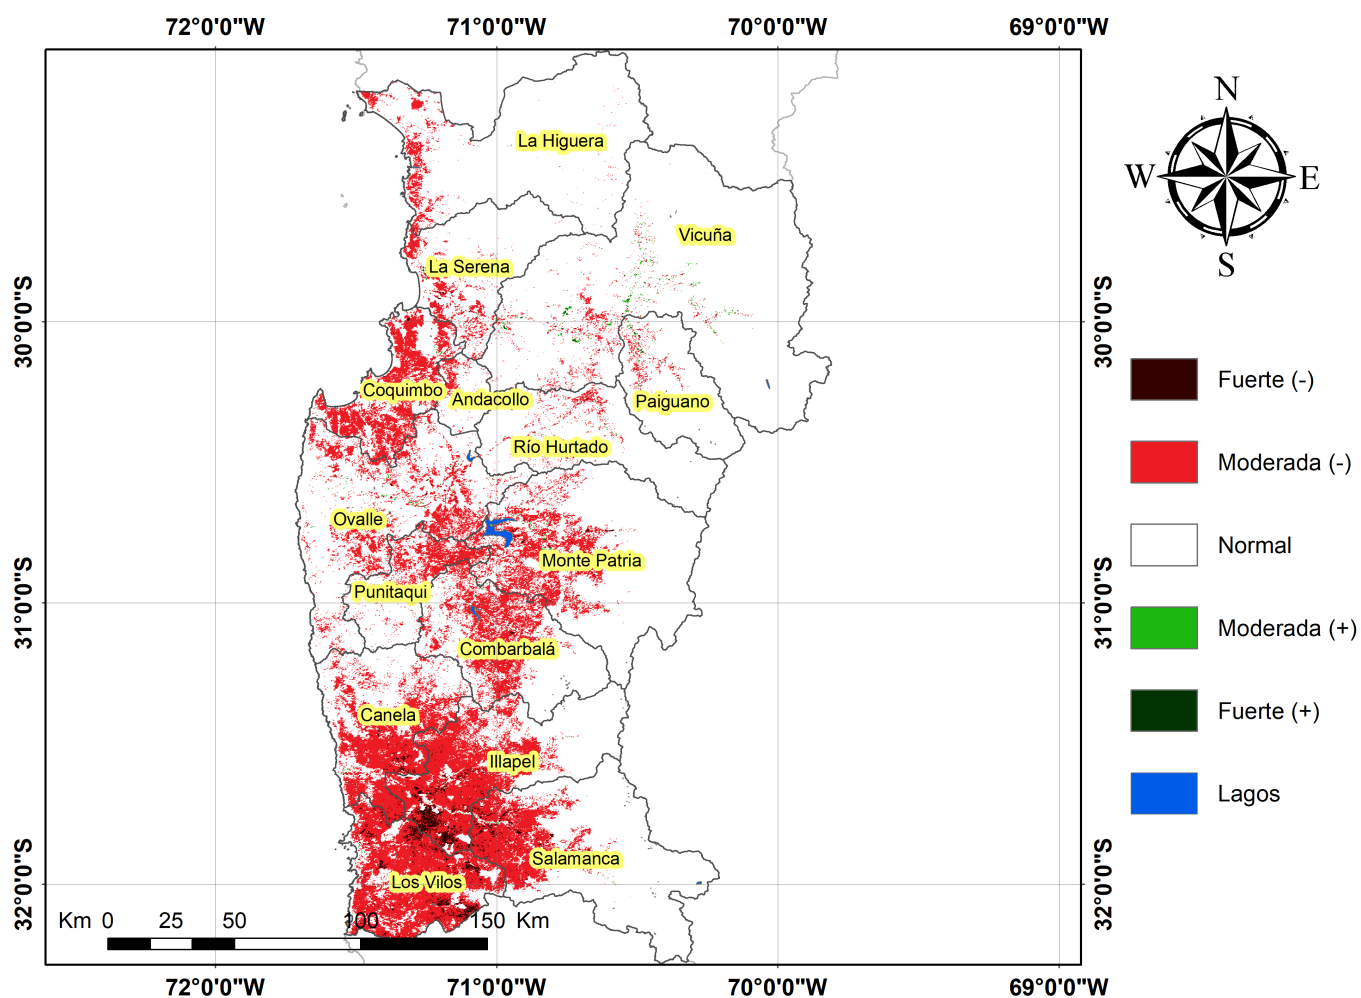 72°0'0"W 71°0'0"W 70°0'0"W 69°0'0"W
N
W E
S
30°0'0"S
31°0'0"S
32°0'0"S
La Higuera
Vicuña
La Serena
Coquimbo
Andacollo
Paiguano
Río Hurtado
Ovalle
Monte Patria
Punitaqui
Combarbalá
Canela
Illapel
Salamanca
Los Vilos
Km 0 25 50 100 150 Km
30°0'0"S
31°0'0"S
32°0'0"S
Fuerte (-)
Moderada (-)
Normal
Moderada (+)
Fuerte (+)
Lagos
72°0'0"W 71°0'0"W 70°0'0"W 69°0'0"W